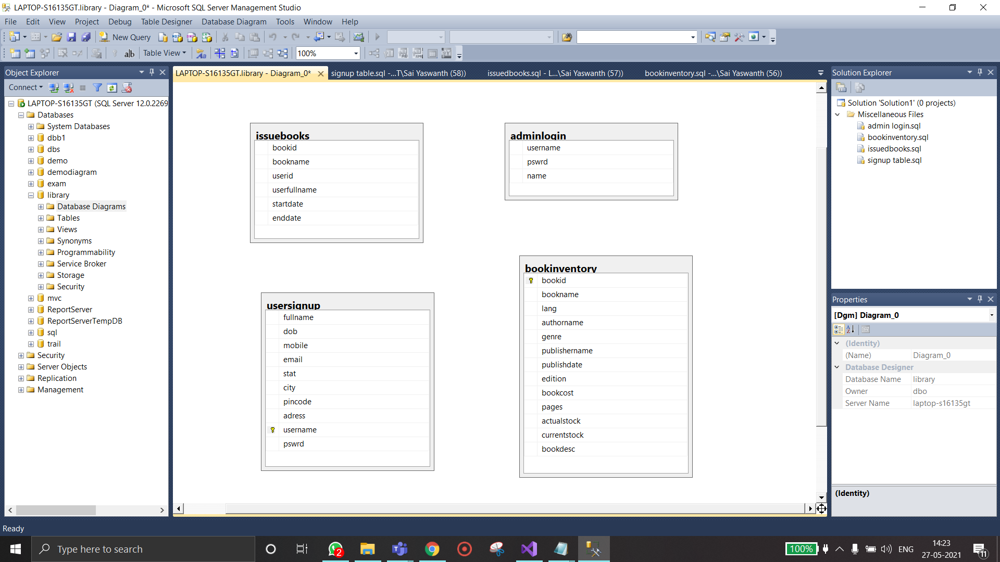 LAPTOP-S16135GT.library - Diagram_0* - Microsoft SQL Server Management Studio
File Edit View Project Debug Table Designer Database Diagram Tools Window Help
New Query
Table View 100%
Object Explorer
Connect
LAPTOP-S16135GT (SQL Server 12.0.2269
Databases
System Databases
dbb1
dbs
demo
demodiagram
exam
library
Database Diagrams
Tables
Views
Synonyms
Programmability
Service Broker
Storage
Security
mvc
ReportServer
ReportServerTempDB
sql
trail
Security
Server Objects
Replication
Management
LAPTOP-S16135GT.library - Diagram_0* signup table.sql -...T\Sai Yaswanth (58)) issuedbooks.sql - L...\Sai Yaswanth (57)) bookinventory.sql -...\Sai Yaswanth (56))
issuebooks
bookid
bookname
userid
userfullname
startdate
enddate
adminlogin
username
pswrd
name
usersignup
fullname
dob
mobile
email
stat
city
pincode
adress
username
pswrd
bookinventory
bookid
bookname
lang
authorname
genre
publishername
publishdate
edition
bookcost
pages
actualstock
currentstock
bookdesc
Solution Explorer
Solution 'Solution1' (0 projects)
Miscellaneous Files
admin login.sql
bookinventory.sql
issuedbooks.sql
signup table.sql
Properties
[Dgm] Diagram_0
(Identity)
(Name) Diagram_0
Database Designer
Database Name library
Owner dbo
Server Name laptop-s16135gt
(Identity)
Ready
Type here to search
2
100%
ENG
14:23
27-05-2021
11